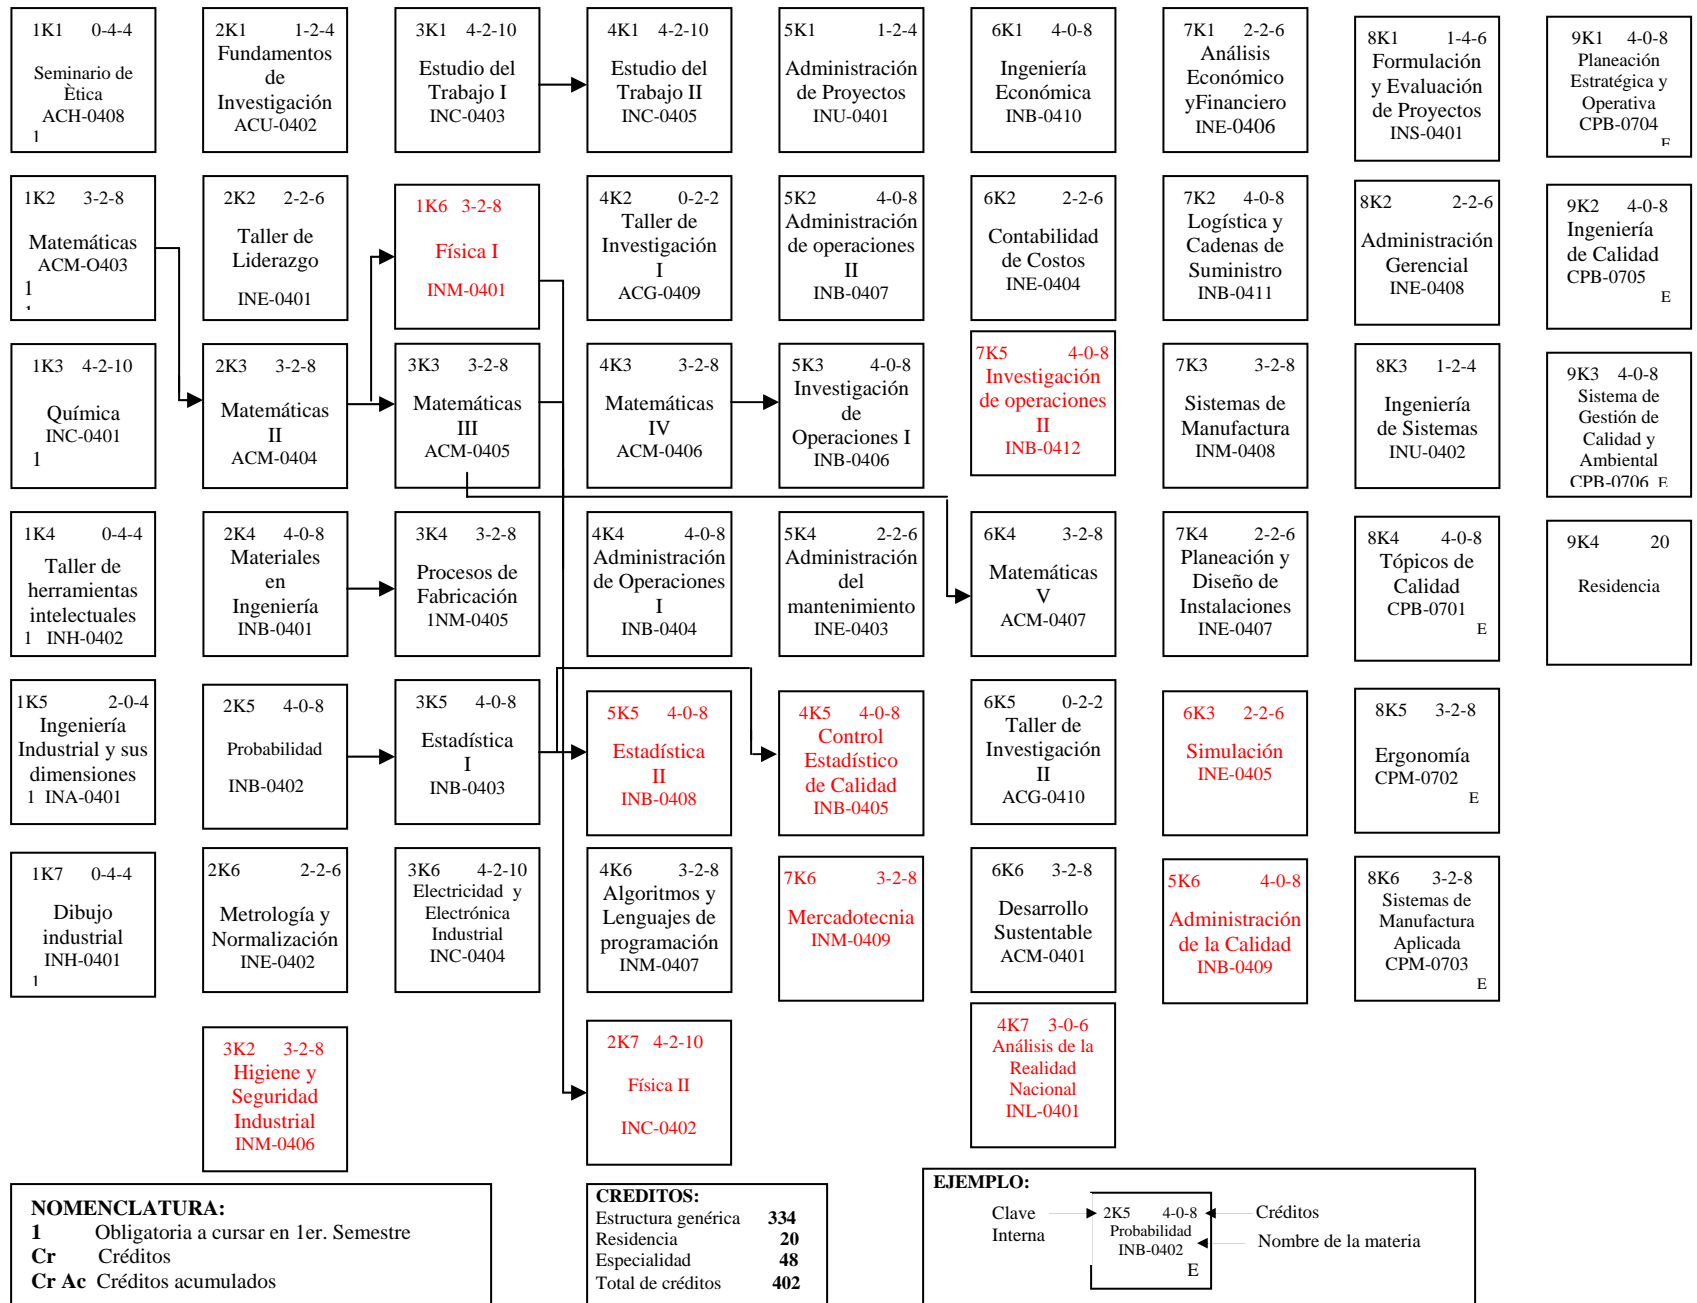 1K1 0-4-4
Seminario de
Ètica
ACH-0408
1
2K1 1-2-4
Fundamentos
de
Investigación
ACU-0402
3K1 4-2-10
Estudio del
Trabajo I
INC-0403
4K1 4-2-10
Estudio del
Trabajo II
INC-0405
5K1 1-2-4
Administración
de Proyectos
INU-0401
6K1 4-0-8
Ingeniería
Económica
INB-0410
7K1 2-2-6
Análisis
Económico
yFinanciero
INE-0406
8K1 1-4-6
Formulación
y Evaluación
de Proyectos
INS-0401
9K1 4-0-8
Planeación
Estratégica y
Operativa
CPB-0704
E
1K2 3-2-8
Matemáticas
ACM-O403
1
1
2K2 2-2-6
Taller de
Liderazgo
INE-0401
1K6 3-2-8
Física I
INM-0401
4K2 0-2-2
Taller de
Investigación
I
ACG-0409
5K2 4-0-8
Administración
de operaciones
II
INB-0407
6K2 2-2-6
Contabilidad
de Costos
INE-0404
7K2 4-0-8
Logística y
Cadenas de
Suministro
INB-0411
8K2 2-2-6
Administración
Gerencial
INE-0408
9K2 4-0-8
Ingeniería
de Calidad
CPB-0705
E
1K3 4-2-10
Química
INC-0401
1
2K3 3-2-8
Matemáticas
II
ACM-0404
3K3 3-2-8
Matemáticas
III
ACM-0405
4K3 3-2-8
Matemáticas
IV
ACM-0406
5K3 4-0-8
Investigación
de
Operaciones I
INB-0406
7K5 4-0-8
Investigación
de operaciones
II
INB-0412
7K3 3-2-8
Sistemas de
Manufactura
INM-0408
8K3 1-2-4
Ingeniería
de Sistemas
INU-0402
9K3 4-0-8
Sistema de
Gestión de
Calidad y
Ambiental
CPB-0706 E
1K4 0-4-4
Taller de
herramientas
intelectuales
1 INH-0402
2K4 4-0-8
Materiales
en
Ingeniería
INB-0401
3K4 3-2-8
Procesos de
Fabricación
1NM-0405
4K4 4-0-8
Administración
de Operaciones
I
INB-0404
5K4 2-2-6
Administración
del
mantenimiento
INE-0403
6K4 3-2-8
Matemáticas
V
ACM-0407
7K4 2-2-6
Planeación y
Diseño de
Instalaciones
INE-0407
8K4 4-0-8
Tópicos de
Calidad
CPB-0701
E
9K4 20
Residencia
1K5 2-0-4
Ingeniería
Industrial y sus
dimensiones
1 INA-0401
2K5 4-0-8
Probabilidad
INB-0402
3K5 4-0-8
Estadística
I
INB-0403
5K5 4-0-8
Estadística
II
INB-0408
4K5 4-0-8
Control
Estadístico
de Calidad
INB-0405
6K5 0-2-2
Taller de
Investigación
II
ACG-0410
6K3 2-2-6
Simulación
INE-0405
8K5 3-2-8
Ergonomía
CPM-0702
E
1K7 0-4-4
Dibujo
industrial
INH-0401
1
2K6 2-2-6
Metrología y
Normalización
INE-0402
3K6 4-2-10
Electricidad y
Electrónica
Industrial
INC-0404
4K6 3-2-8
Algoritmos y
Lenguajes de
programación
INM-0407
7K6 3-2-8
Mercadotecnia
INM-0409
6K6 3-2-8
Desarrollo
Sustentable
ACM-0401
5K6 4-0-8
Administración
de la Calidad
INB-0409
8K6 3-2-8
Sistemas de
Manufactura
Aplicada
CPM-0703
E
3K2 3-2-8
Higiene y
Seguridad
Industrial
INM-0406
2K7 4-2-10
Física II
INC-0402
4K7 3-0-6
Análisis de la
Realidad
Nacional
INL-0401
NOMENCLATURA:
1 Obligatoria a cursar en 1er. Semestre
Cr Créditos
Cr Ac Créditos acumulados
CREDITOS:
Estructura genérica 334
Residencia 20
Especialidad 48
Total de créditos 402
EJEMPLO:
Clave
Interna
2K5 4-0-8
Probabilidad
INB-0402
E
Créditos
Nombre de la materia